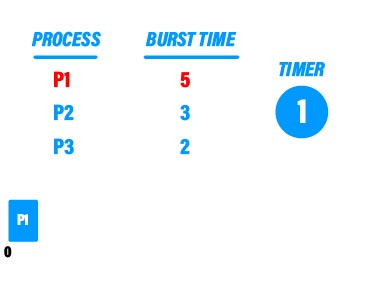 PROCESS BURST TIME
TIMER
P1 5
1
P2 3
P3 2
P1
0